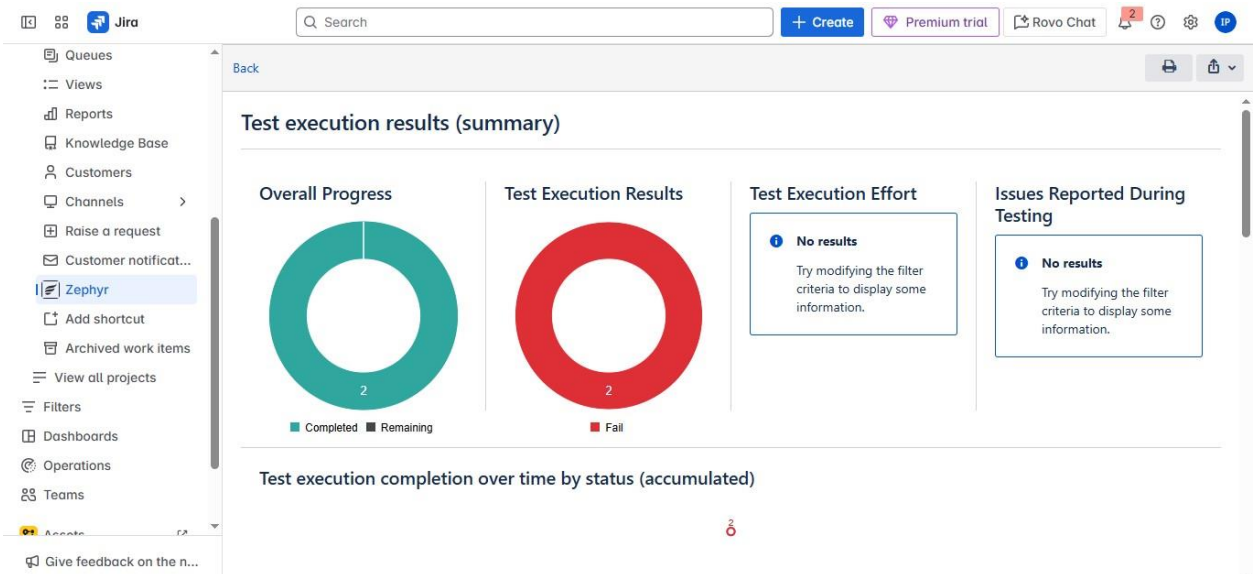 Jira
Search
+ Create
Premium trial
Rovo Chat
2
IP
Queues
Views
Reports
Knowledge Base
Customers
Channels
Raise a request
Customer notificat...
Zephyr
Add shortcut
Archived work items
View all projects
Filters
Dashboards
Operations
Teams
Assets
Give feedback on the n...
Back
Test execution results (summary)
Overall Progress
2
Completed Remaining
Test Execution Results
2
Fail
Test Execution Effort
No results
Try modifying the filter
criteria to display some
information.
Issues Reported During
Testing
No results
Try modifying the filter
criteria to display some
information.
Test execution completion over time by status (accumulated)
2